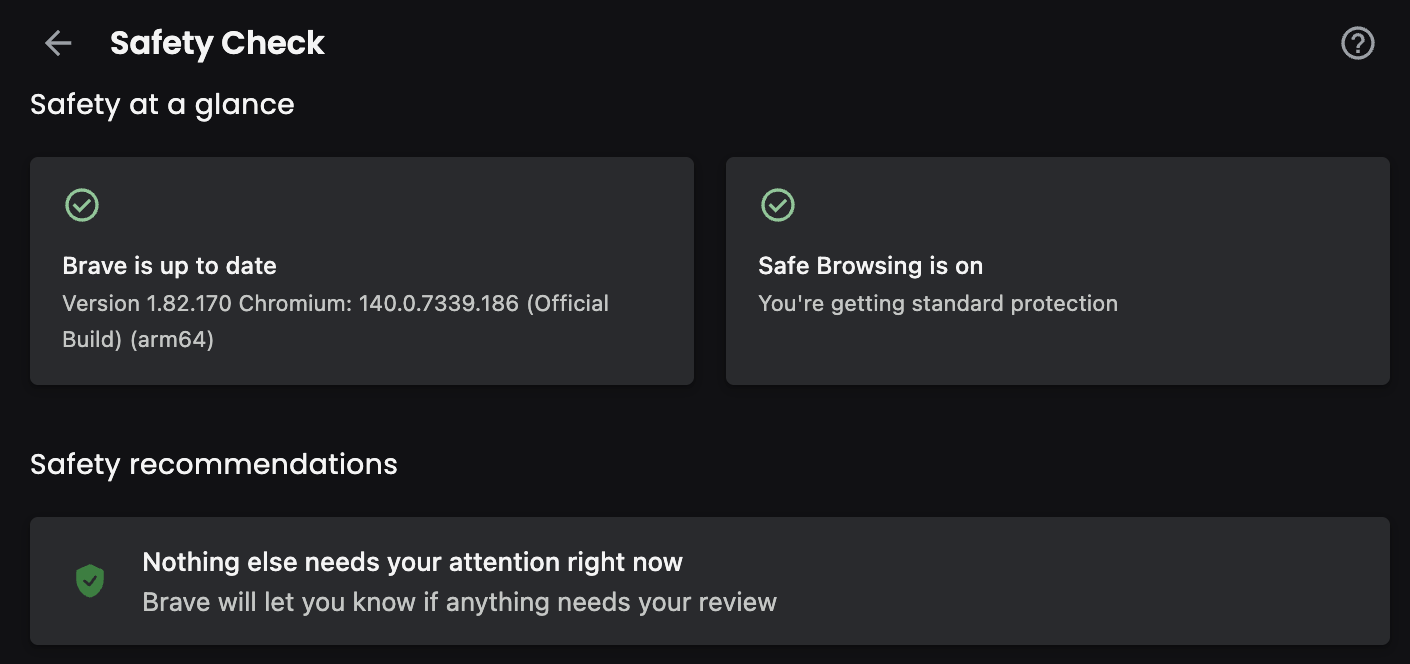 Safety Check
Safety at a glance
Brave is up to date
Version 1.82.170 Chromium: 140.0.7339.186 (Official
Build) (arm64)
Safe Browsing is on
You're getting standard protection
Safety recommendations
Nothing else needs your attention right now
Brave will let you know if anything needs your review